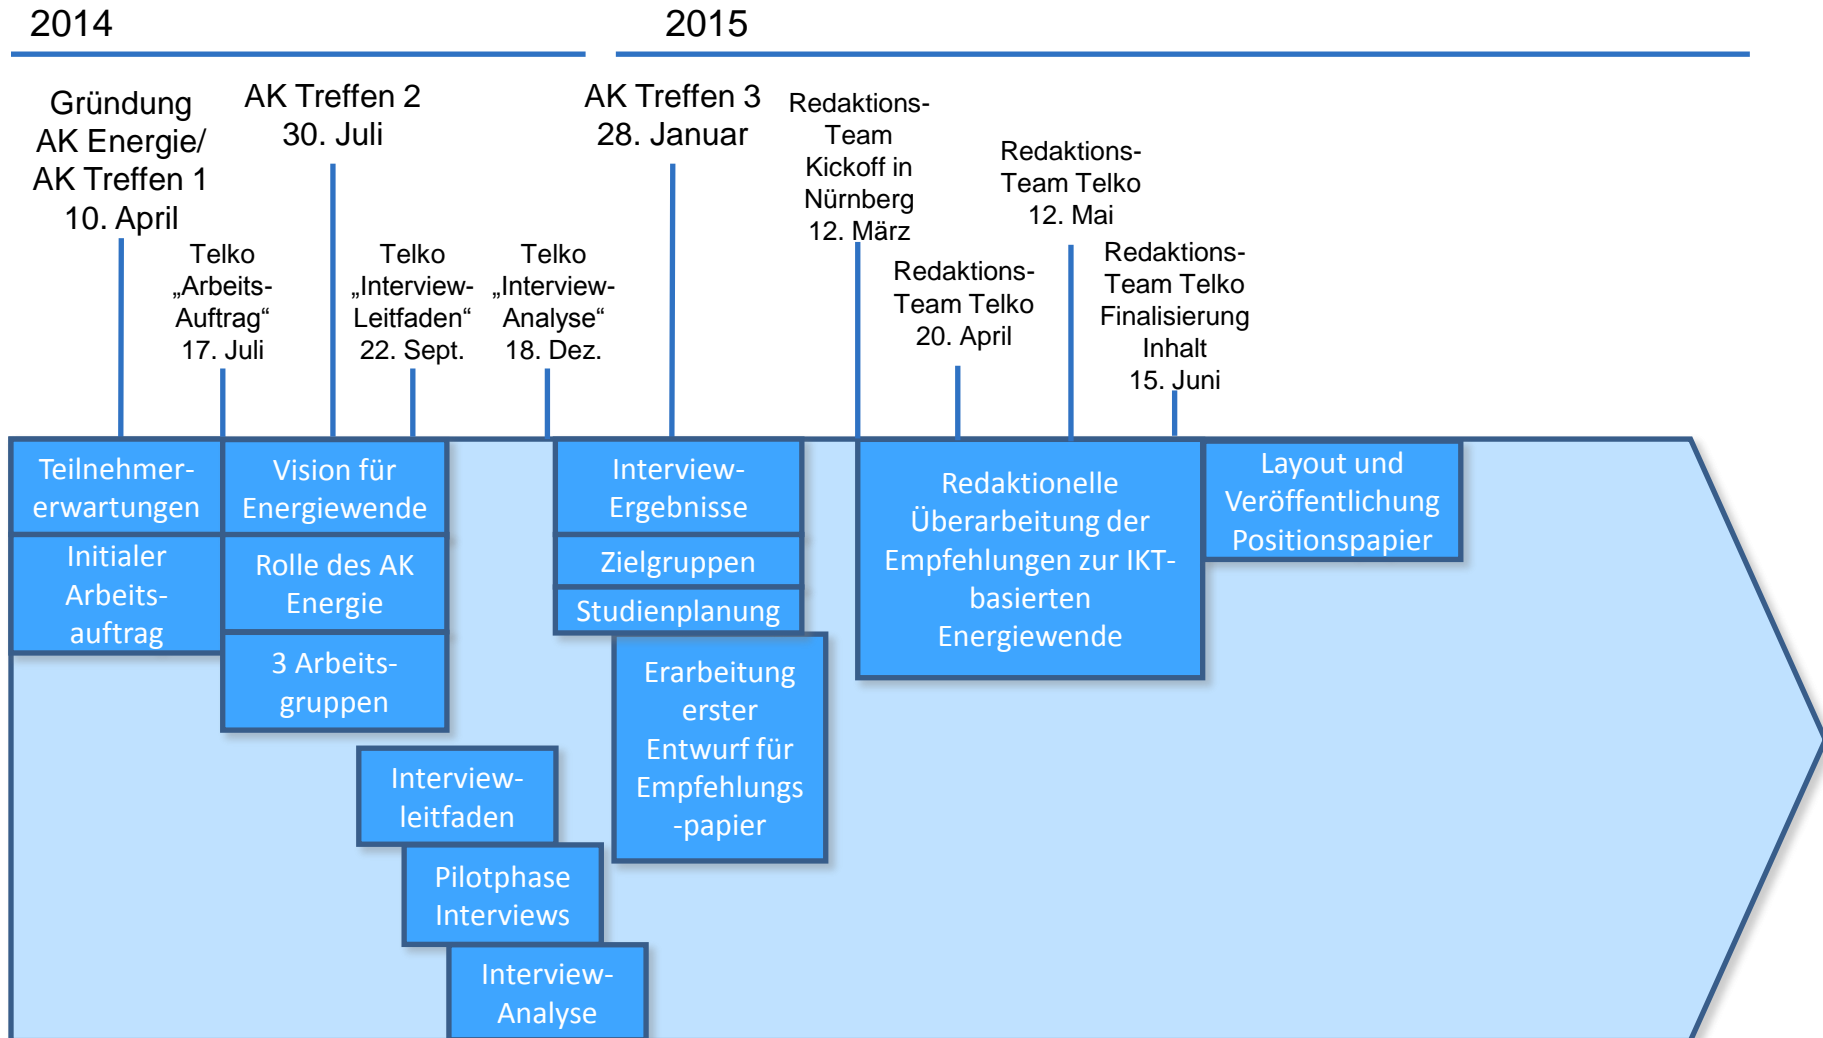 2014
2015
Gründung
AK Energie/
AK Treffen 1
10. April
AK Treffen 2
30. Juli
AK Treffen 3
28. Januar
Redaktions-
Team
Kickoff in
Nürnberg
12. März
Redaktions-
Team Telko
12. Mai
Telko
„Arbeits-
Auftrag“
17. Juli
Telko
„Interview-
Leitfaden“
22. Sept.
Telko
„Interview-
Analyse“
18. Dez.
Redaktions-
Team Telko
20. April
Redaktions-
Team Telko
Finalisierung
Inhalt
15. Juni
Teilnehmer-
erwartungen
Initialer
Arbeits-
auftrag
Vision für
Energiewende
Rolle des AK
Energie
3 Arbeits-
gruppen
Interview-
leitfaden
Pilotphase
Interviews
Interview-
Analyse
Interview-
Ergebnisse
Zielgruppen
Studienplanung
Erarbeitung
erster
Entwurf für
Empfehlungs
-papier
Redaktionelle
Überarbeitung der
Empfehlungen zur IKT-
basierten
Energiewende
Layout und
Veröffentlichung
Positionspapier